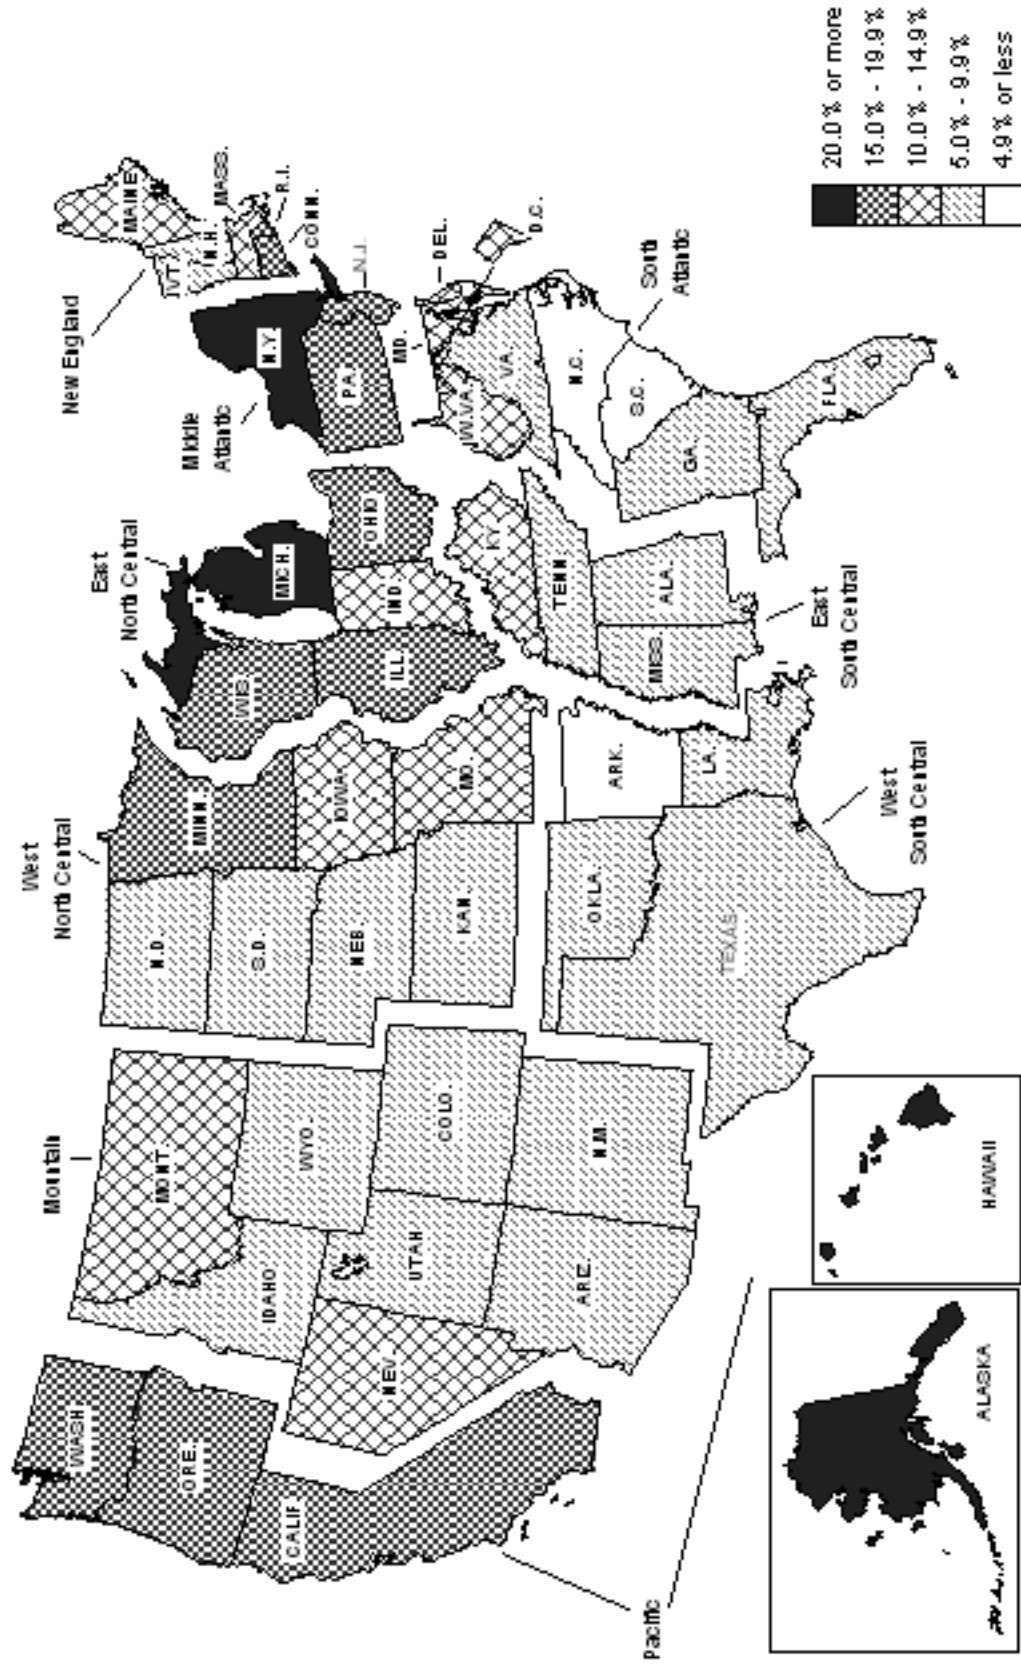 New England
Middle
Atlantic
East
North Central
West
North Central
Mountain
Pacific
West
South Central
East
South Central
South
Atlantic
MAINE
VT.
N.H.
MASS.
R.I.
CONN.
N.Y.
N.J.
PA.
DEL.
MD.
D.C.
W.VA.
VA.
N.C.
S.C.
GA.
FLA.
OHIO
MICH.
IND.
WIS.
ILL.
KY.
TENN.
ALA.
MISS.
MINN.
IOWA
MO.
N.D.
S.D.
NEB.
KAN.
ARK.
LA.
OKLA.
TEXAS
MONT.
WYO.
COLO.
N.M.
IDAHO
UTAH
ARIZ.
NEV.
WASH
ORE.
CALIF.
ALASKA
HAWAII
20.0% or more
15.0% - 19.9%
10.0% - 14.9%
5.0% - 9.9%
4.9% or less